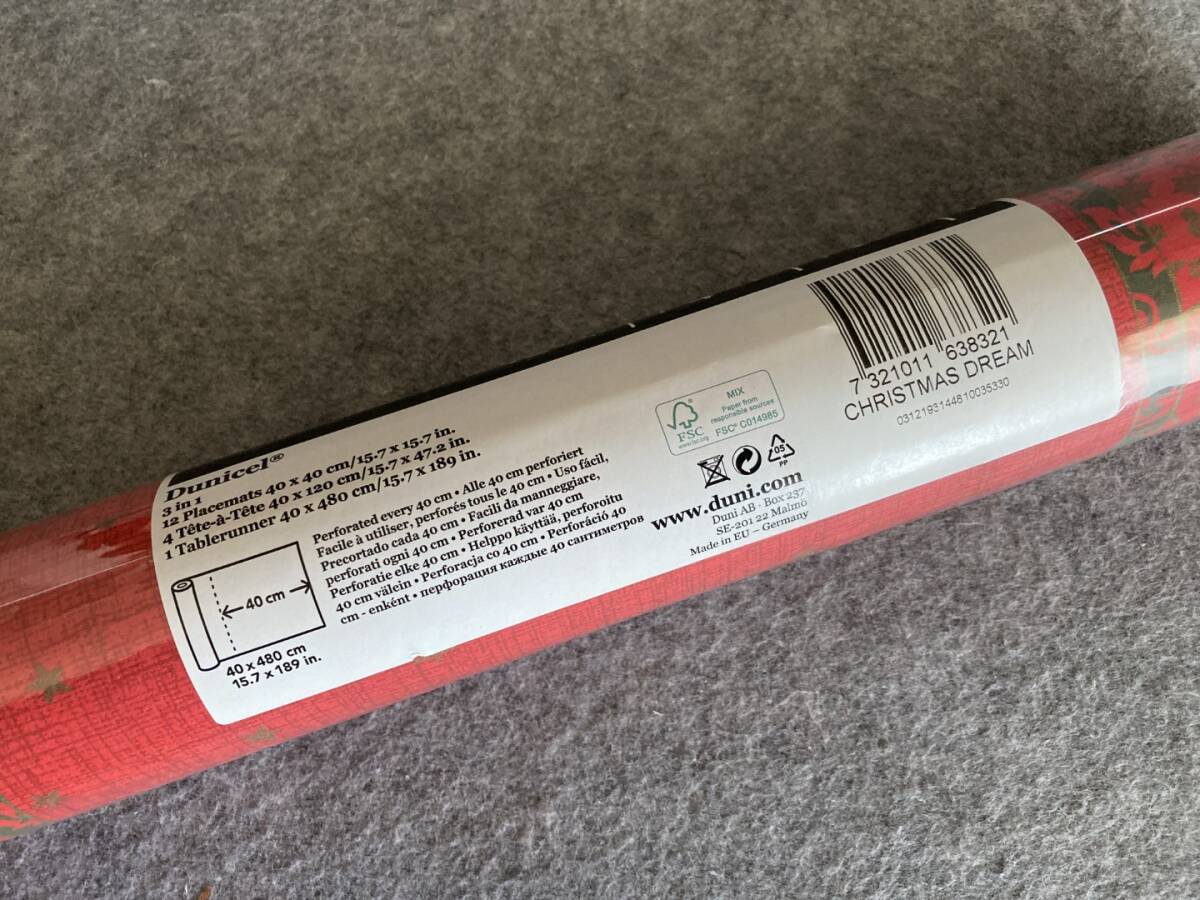 Dunicel®
3 in 1
12 Placemats 40 x 40 cm/15.7 x 15.7 in.
4 Tête-à-Tête 40 x 120 cm/15.7 x 47.2 in.
1 Tablerunner 40 x 480 cm/15.7 x 189 in.
40 cm
40 x 480 cm
15.7 x 189 in.
Perforated every 40 cm • Alle 40 cm perforiert
Facile à utiliser, perforés tous le 40 cm • Uso fácil,
Precortado cada 40 cm • Facili da maneggiare,
perforati ogni 40 cm • Perforerad var 40 cm
Perforatie elke 40 cm • Helppo käyttää, perforoitu
40 cm välein • Perforacja co 40 cm • Perforáció 40
cm - enként • перфорация каждые 40 сантиметров
FSC
www.fsc.org
MIX
Paper from
responsible sources
FSC® C014985
05
PP
www.duni.com
Duni AB · Box 237
SE-201 22 Malmö
Made in EU – Germany
7 321011 638321
CHRISTMAS DREAM
0312193144810035330